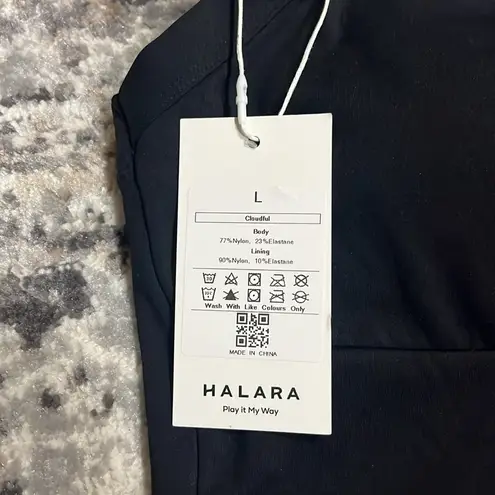 L
Cloudful
Body
77%Nylon, 23%Elastane
Lining
90%Nylon, 10%Elastane
Wash With Like Colours Only
MADE IN CHINA
HALARA
Play it My Way